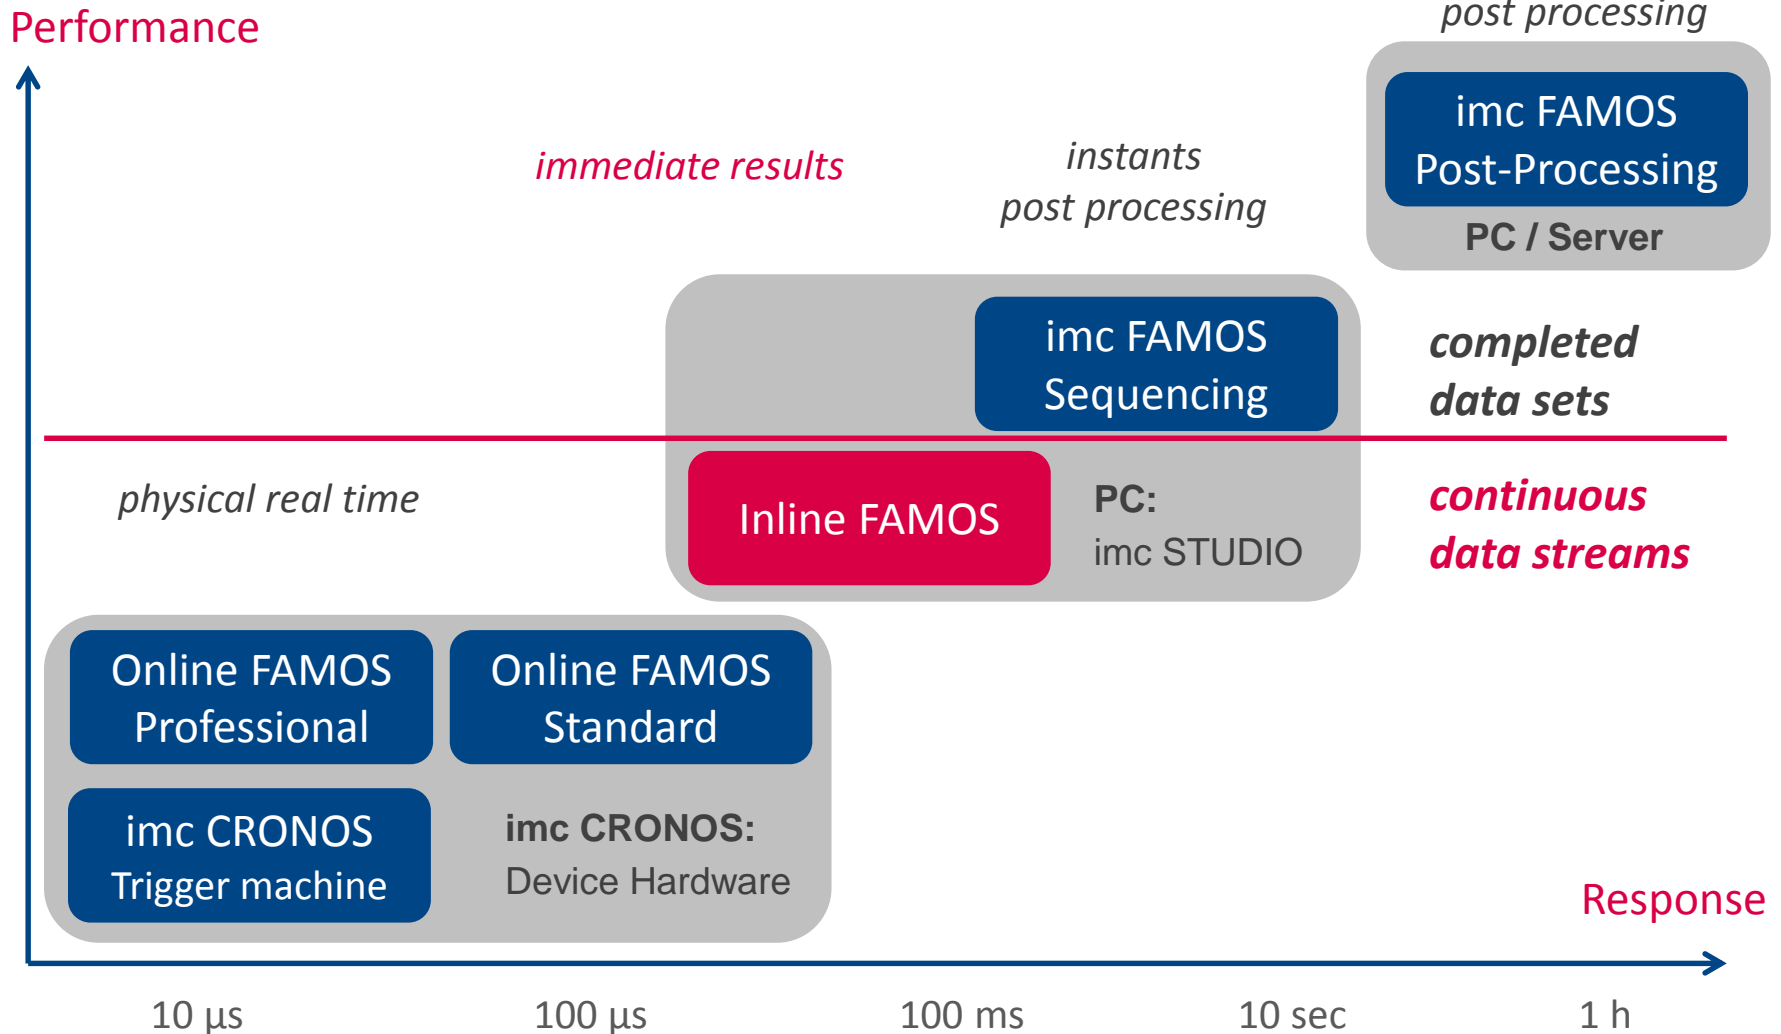 post processing
Performance
imc FAMOS
Post-Processing
PC / Server
immediate results
instants
post processing
imc FAMOS
Sequencing
completed
data sets
physical real time
Inline FAMOS
PC:
imc STUDIO
continuous
data streams
Online FAMOS
Professional
Online FAMOS
Standard
imc CRONOS
Trigger machine
imc CRONOS:
Device Hardware
Response
10 µs
100 µs
100 ms
10 sec
1 h